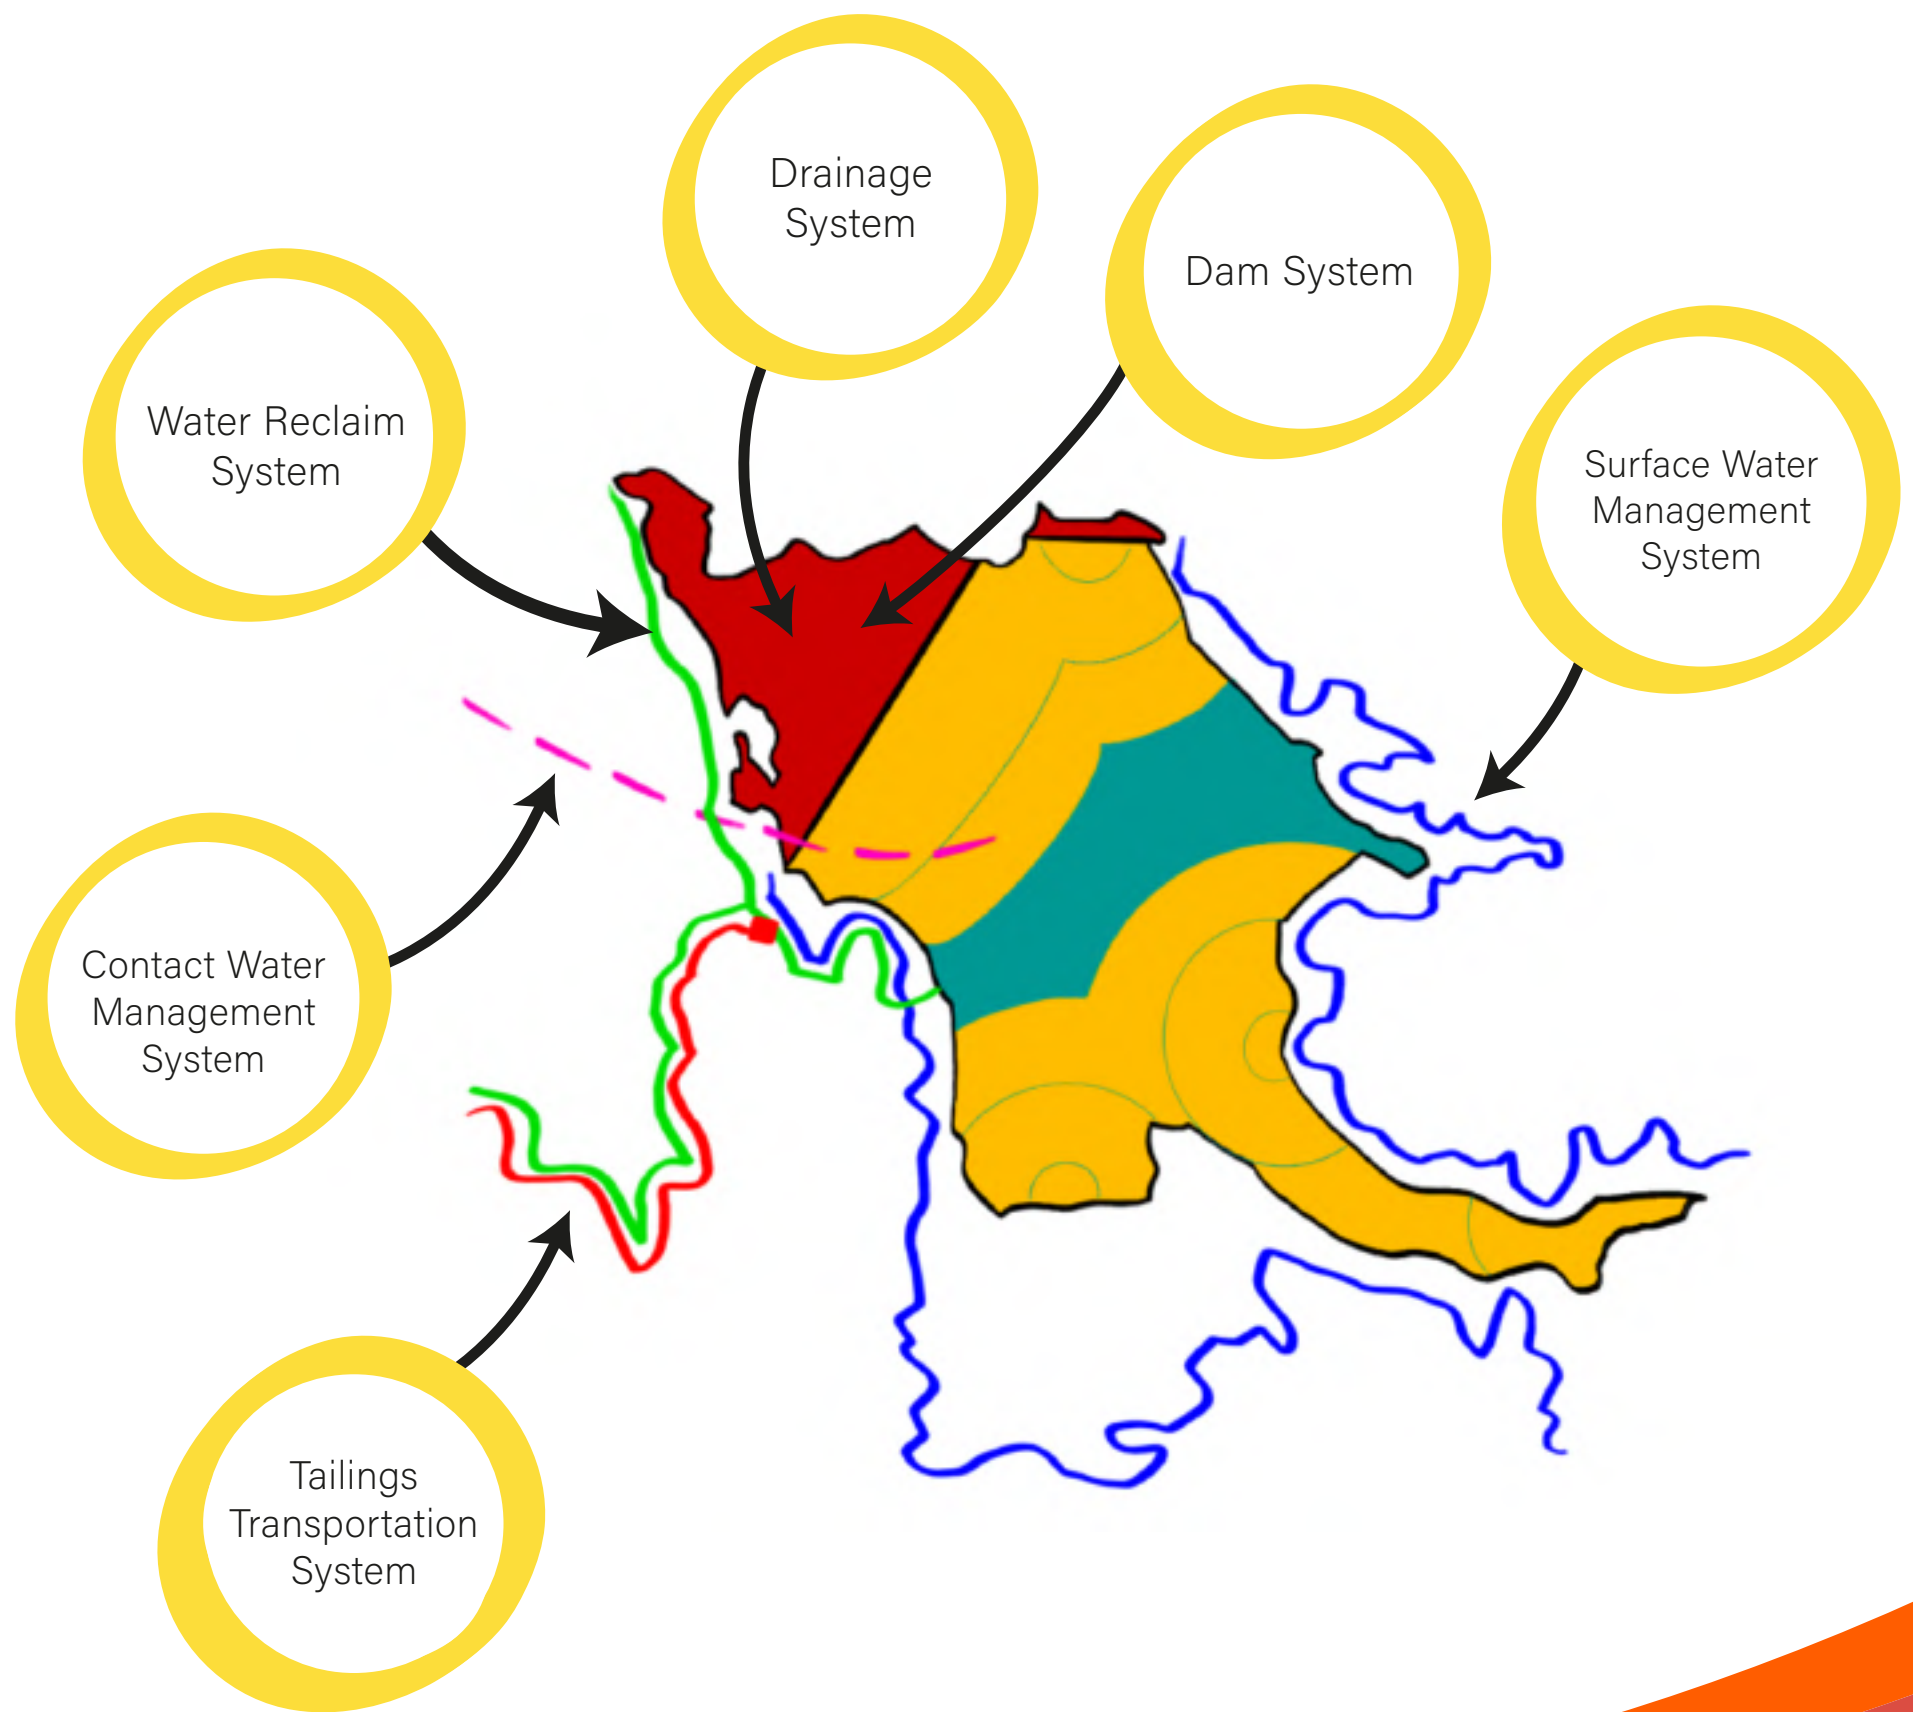 Drainage
System
Dam System
Water Reclaim
System
Surface Water
Management
System
Contact Water
Management
System
Tailings
Transportation
System